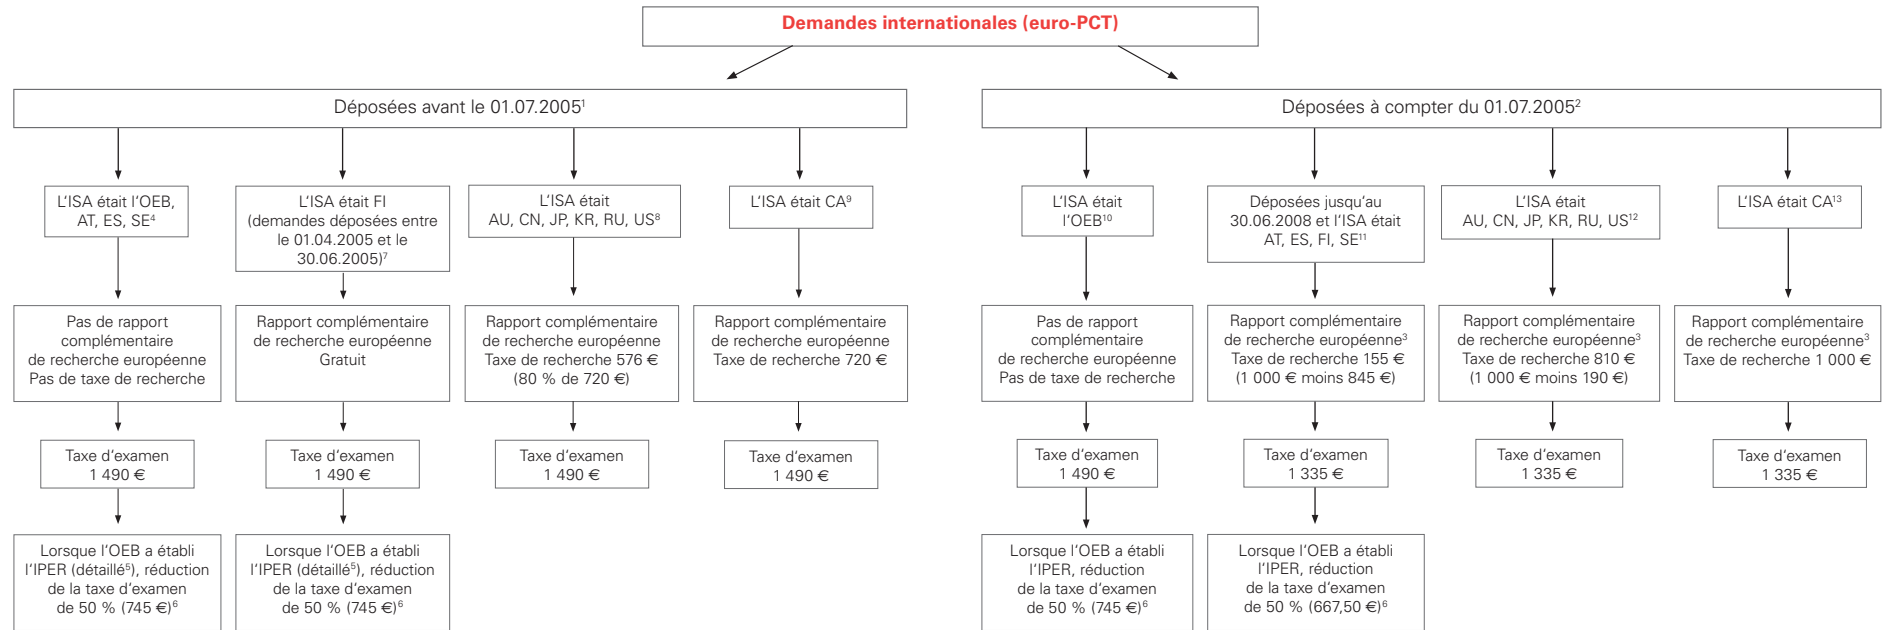 Demandes internationales (euro-PCT)
Déposées avant le 01.07.2005¹
Déposées à compter du 01.07.2005²
L'ISA était l'OEB,
AT, ES, SE⁴
L'ISA était FI
(demandes déposées entre
le 01.04.2005 et le
30.06.2005)⁷
L'ISA était
AU, CN, JP, KR, RU, US⁸
L'ISA était CA⁹
L'ISA était
l'OEB¹⁰
Déposées jusqu'au
30.06.2008 et l'ISA était
AT, ES, FI, SE¹¹
L'ISA était
AU, CN, JP, KR, RU, US¹²
L'ISA était CA¹³
Pas de rapport
complémentaire
de recherche européenne
Pas de taxe de recherche
Rapport complémentaire
de recherche européenne
Gratuit
Rapport complémentaire
de recherche européenne
Taxe de recherche 576 €
(80 % de 720 €)
Rapport complémentaire
de recherche européenne
Taxe de recherche 720 €
Pas de rapport
complémentaire
de recherche européenne
Pas de taxe de recherche
Rapport complémentaire
de recherche européenne³
Taxe de recherche 155 €
(1 000 € moins 845 €)
Rapport complémentaire
de recherche européenne³
Taxe de recherche 810 €
(1 000 € moins 190 €)
Rapport complémentaire
de recherche européenne³
Taxe de recherche 1 000 €
Taxe d'examen
1 490 €
Taxe d'examen
1 490 €
Taxe d'examen
1 490 €
Taxe d'examen
1 490 €
Taxe d'examen
1 490 €
Taxe d'examen
1 335 €
Taxe d'examen
1 335 €
Taxe d'examen
1 335 €
Lorsque l'OEB a établi
l'IPER (détaillé⁵), réduction
de la taxe d'examen
de 50 % (745 €)⁶
Lorsque l'OEB a établi
l'IPER (détaillé⁵), réduction
de la taxe d'examen
de 50 % (745 €)⁶
Lorsque l'OEB a établi
l'IPER, réduction
de la taxe d'examen
de 50 % (745 €)⁶
Lorsque l'OEB a établi
l'IPER, réduction
de la taxe d'examen
de 50 % (667,50 €)⁶